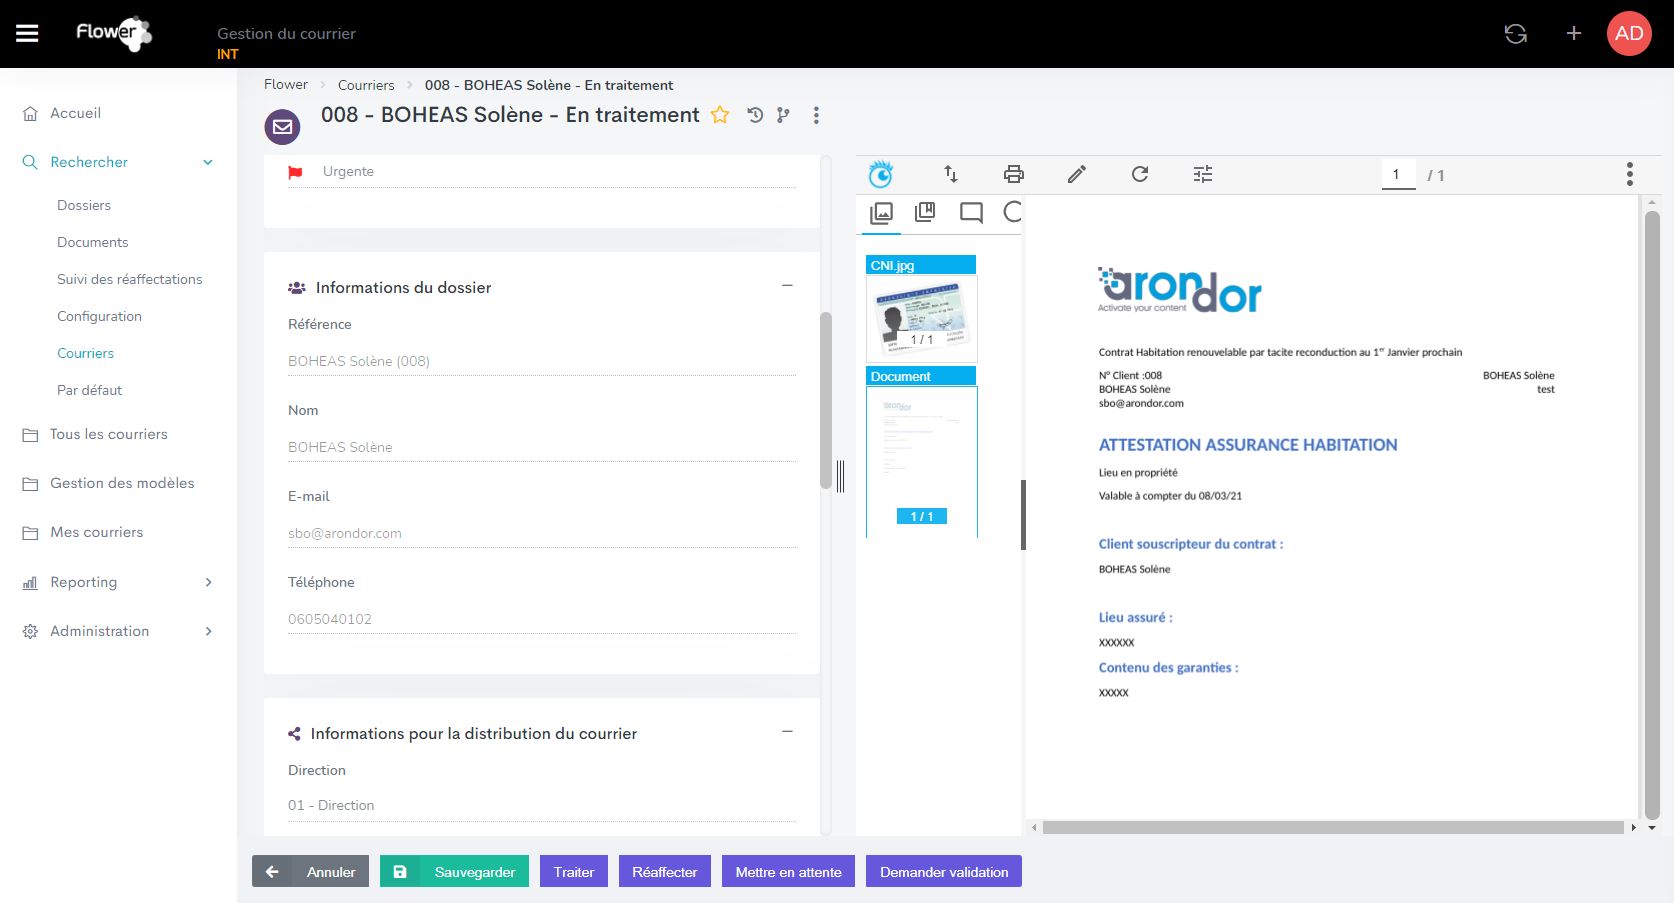 Flower
Gestion du courrier
INT
AD
Flower
Courriers
008 - BOHEAS Solène - En traitement
008 - BOHEAS Solène - En traitement
Accueil
Rechercher
Dossiers
Documents
Suivi des réaffectations
Configuration
Courriers
Par défaut
Tous les courriers
Gestion des modèles
Mes courriers
Reporting
Administration
Urgente
Informations du dossier
Référence
BOHEAS Solène (008)
Nom
BOHEAS Solène
E-mail
sbo@arondor.com
Téléphone
0605040102
Informations pour la distribution du courrier
Direction
01 - Direction
1 / 1
CNI.jpg
1 / 1
Document
arondor
1 / 1
arondor
Activate your content
Contrat Habitation renouvelable par tacite reconduction au 1er Janvier prochain
N° Client :008
BOHEAS Solène
BOHEAS Solène
test
sbo@arondor.com
ATTESTATION ASSURANCE HABITATION
Lieu en propriété
Valable à compter du 08/03/21
Client souscripteur du contrat :
BOHEAS Solène
Lieu assuré :
XXXXXX
Contenu des garanties :
XXXXX
Annuler
Sauvegarder
Traiter
Réaffecter
Mettre en attente
Demander validation